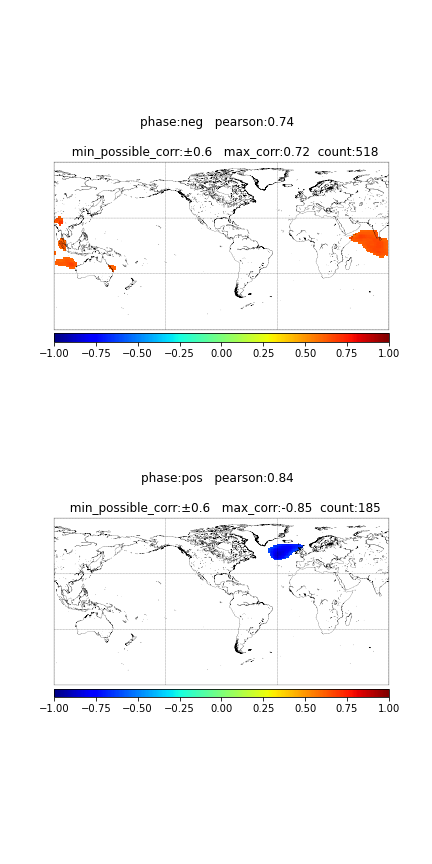 phase:neg   pearson:0.74
min_possible_corr:±0.6   max_corr:0.72  count:518
−1.00 −0.75 −0.50 −0.25 0.00 0.25 0.50 0.75 1.00
phase:pos   pearson:0.84
min_possible_corr:±0.6   max_corr:-0.85  count:185
−1.00 −0.75 −0.50 −0.25 0.00 0.25 0.50 0.75 1.00